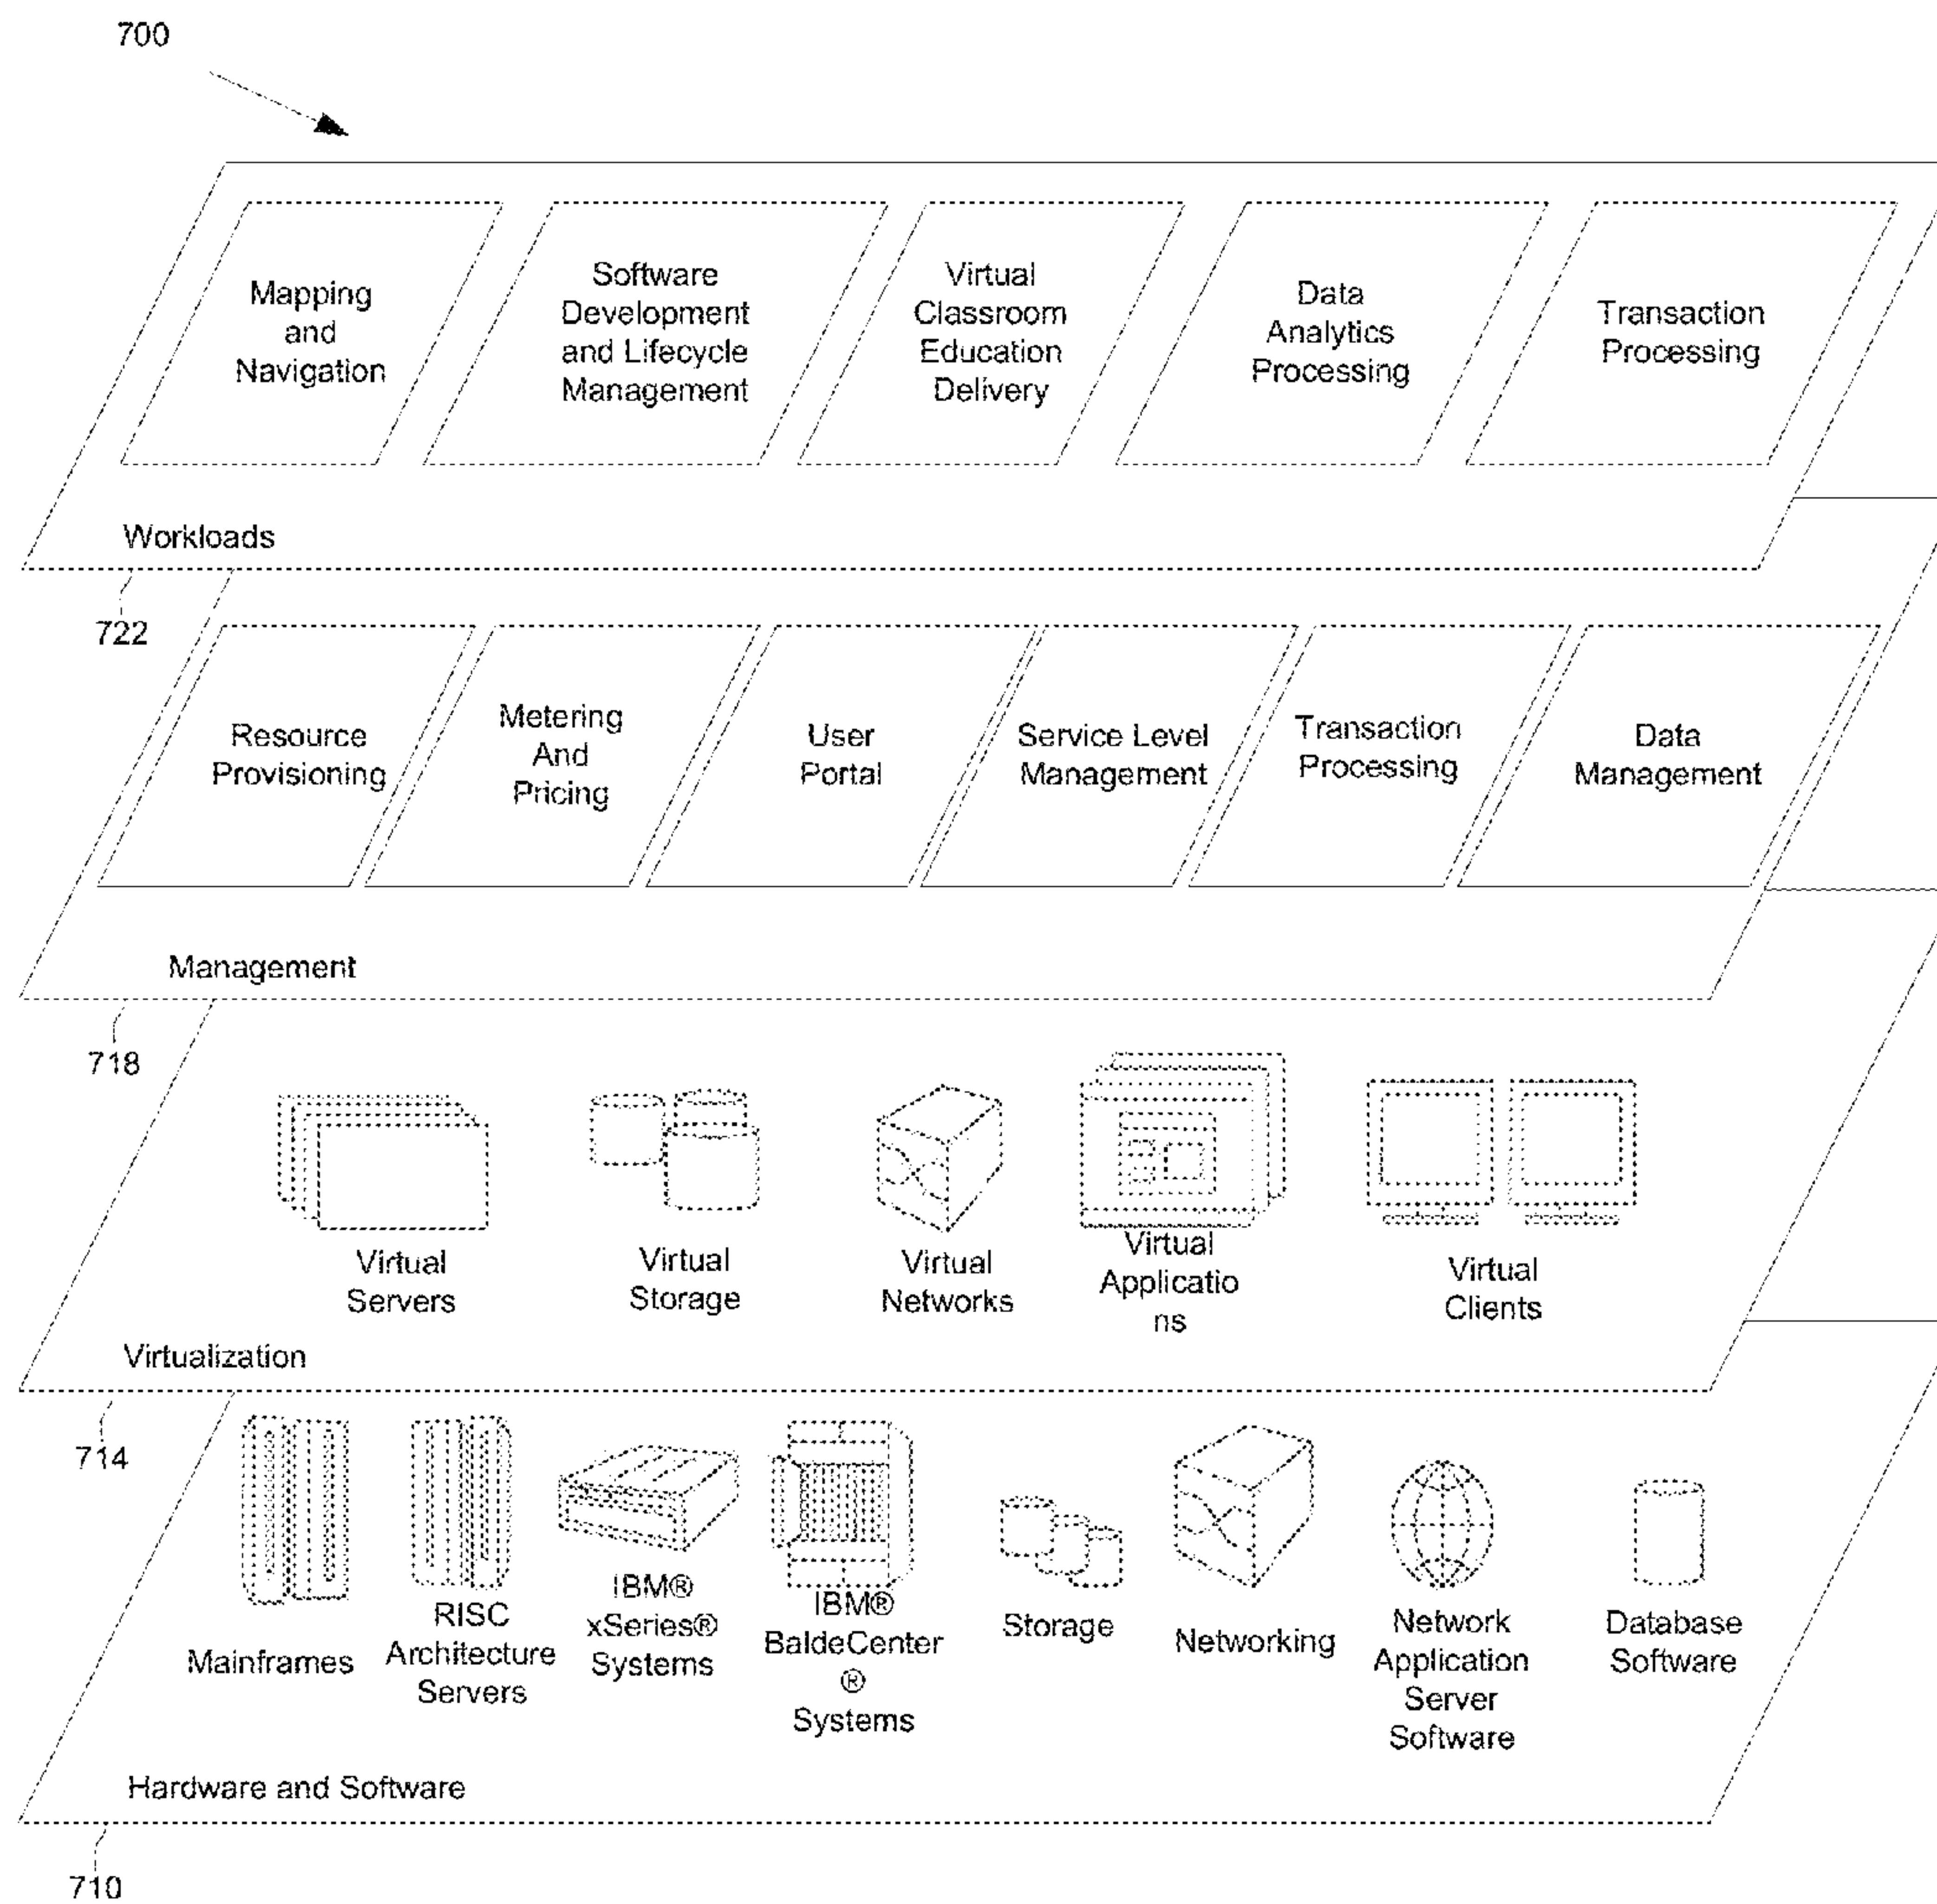 700
Mapping
and
Navigation
Software
Development
and Lifecycle
Management
Virtual
Classroom
Education
Delivery
Data
Analytics
Processing
Transaction
Processing
Workloads
722
Resource
Provisioning
Metering
And
Pricing
User
Portal
Service Level
Management
Transaction
Processing
Data
Management
Management
718
Virtual
Servers
Virtual
Storage
Virtual
Networks
Virtual
Applicatio
ns
Virtual
Clients
Virtualization
714
Mainframes
RISC
Architecture
Servers
IBM®
xSeries®
Systems
IBM®
BaldeCenter
®
Systems
Storage
Networking
Network
Application
Server
Software
Database
Software
Hardware and Software
710